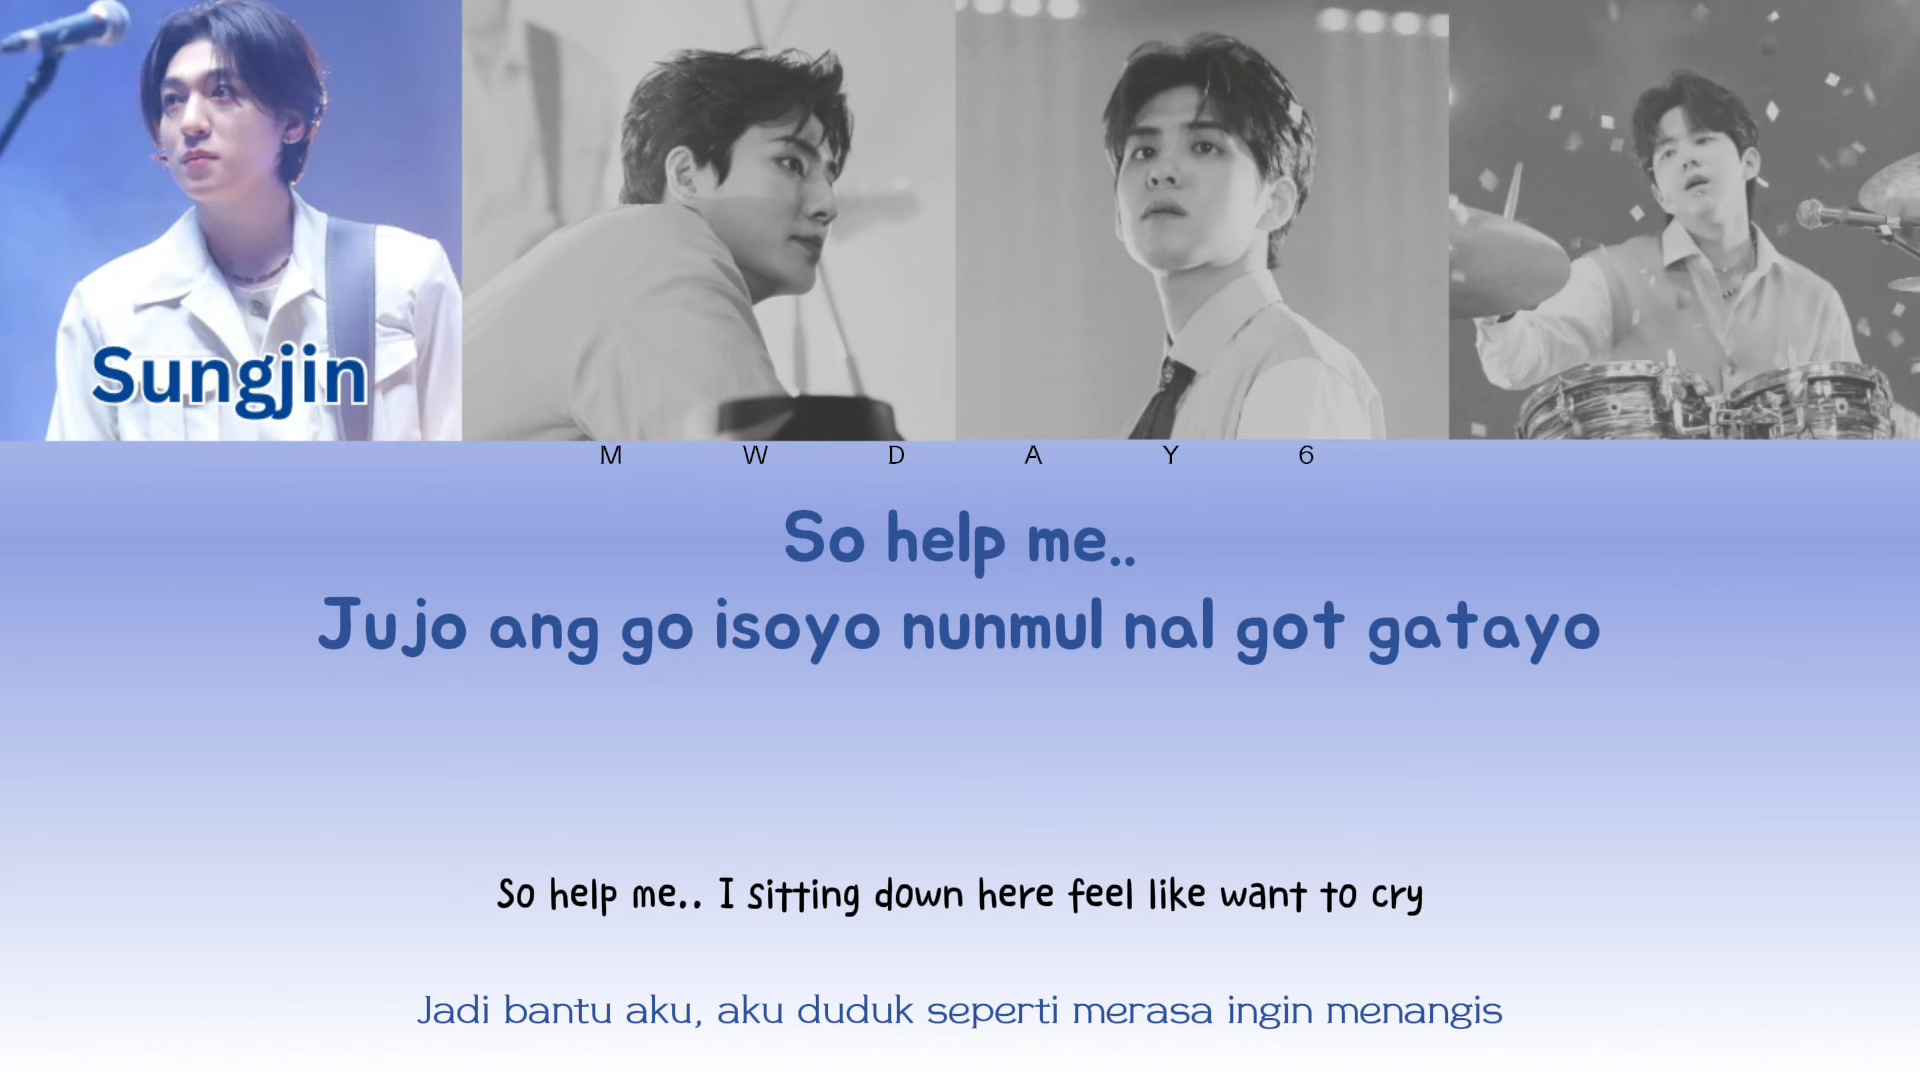 Sungjin
M W D A Y 6
So help me..
Jujo ang go isoyo nunmul nal got gatayo
So help me.. I sitting down here feel like want to cry
Jadi bantu aku, aku duduk seperti merasa ingin menangis